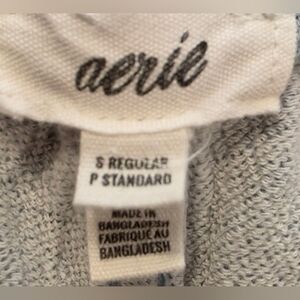 aerie
S REGULAR
P STANDARD
MADE IN
BANGLADESH
FABRIQUÉ AU
BANGLADESH